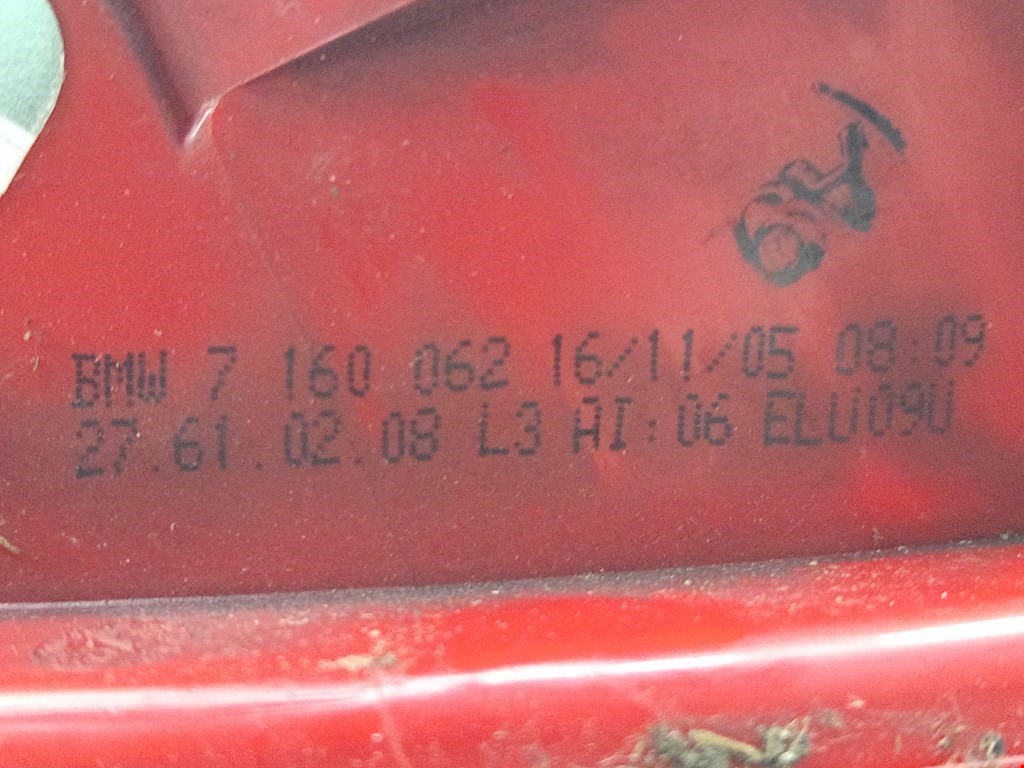 BMW 7 160 062 16/11/05 08:09
27.61.02.08 L3 AI:06 ELU09U